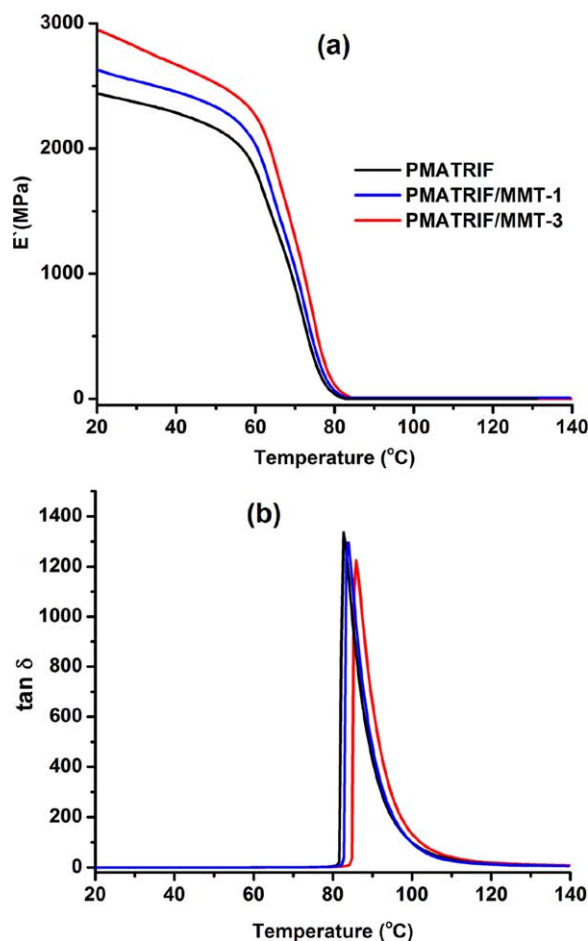 (a)
3000
2000
1000
0
E`(MPa)
PMATRIF
PMATRIF/MMT-1
PMATRIF/MMT-3
20 40 60 80 100 120 140
Temperature (°C)
(b)
1400
1200
1000
800
600
400
200
0
tan δ
20 40 60 80 100 120 140
Temperature (°C)